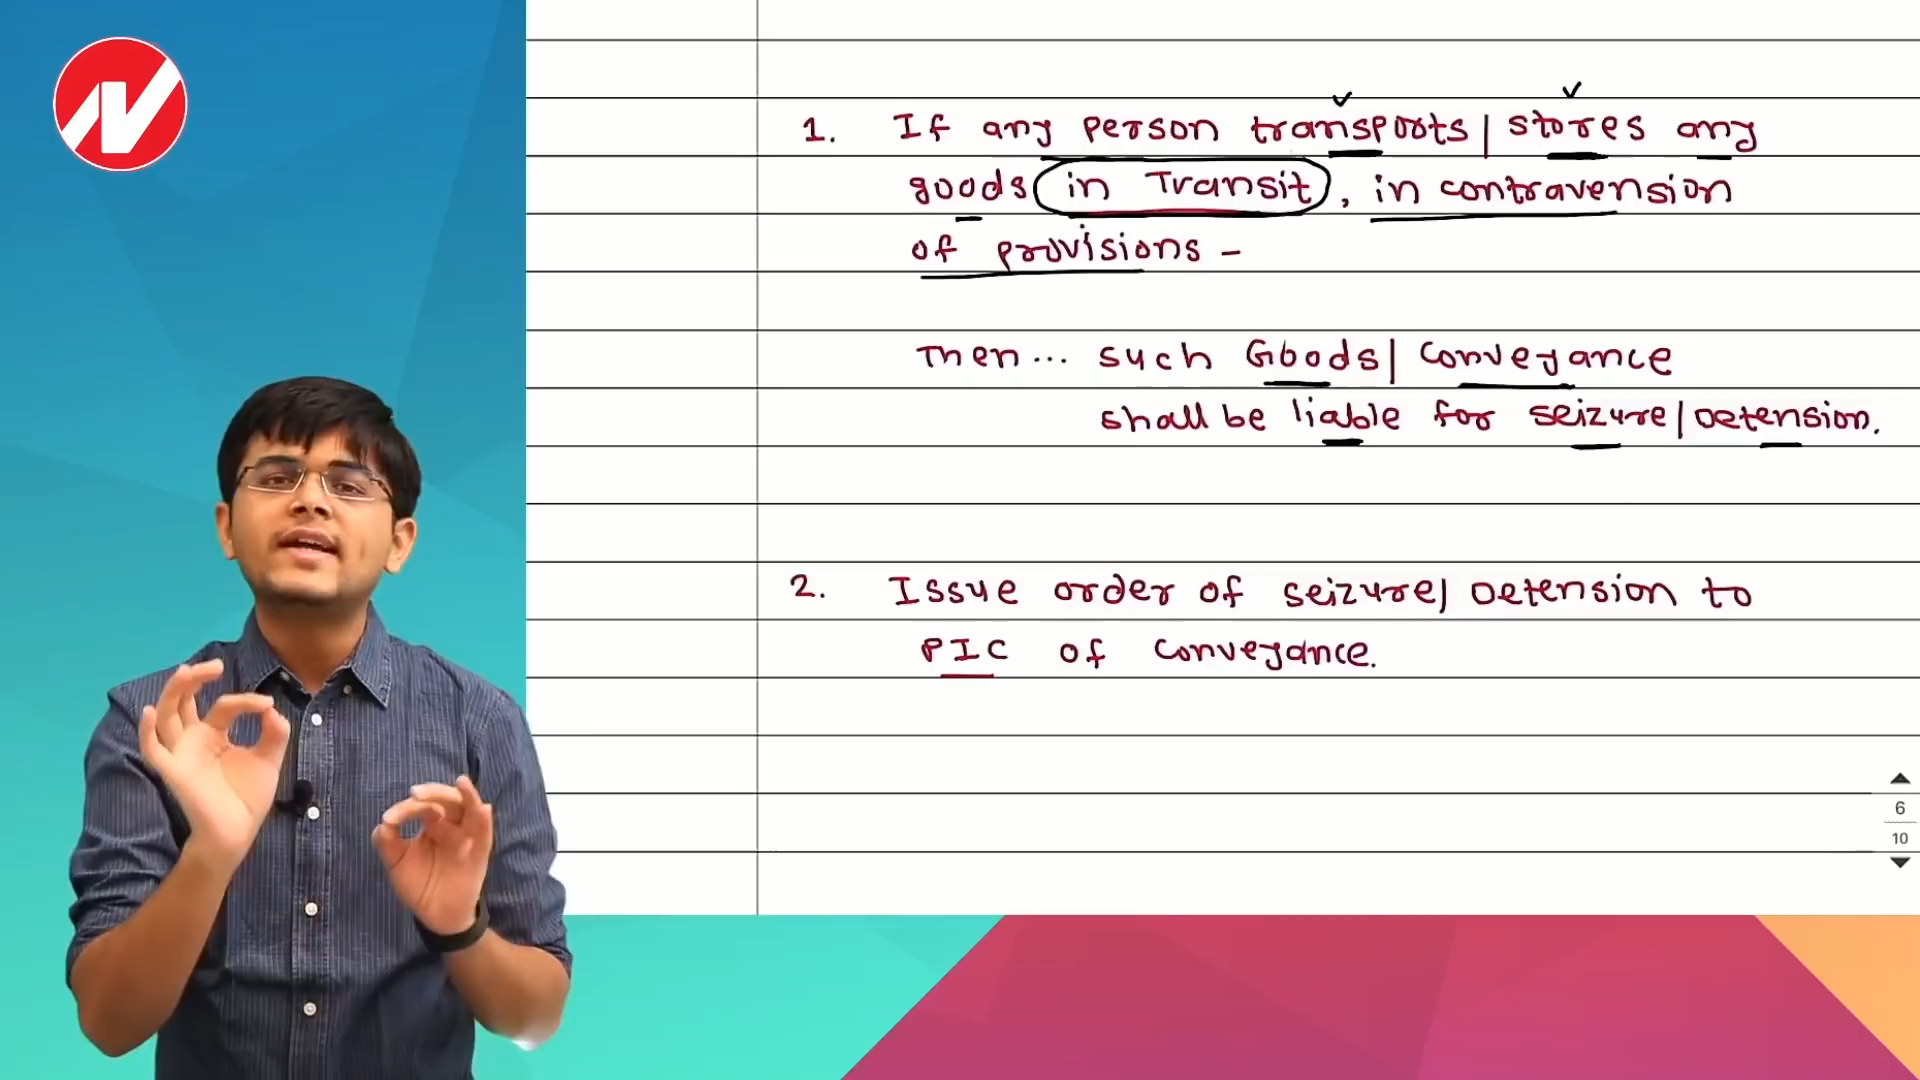 1. If any person transports| stores any
goods in Transit, in contravension
of provisions -
Then... such Goods| Conveyance
shall be liable for seizure| Detension.
2. Issue order of seizure| Detension to
PIC of conveyance.
6
10